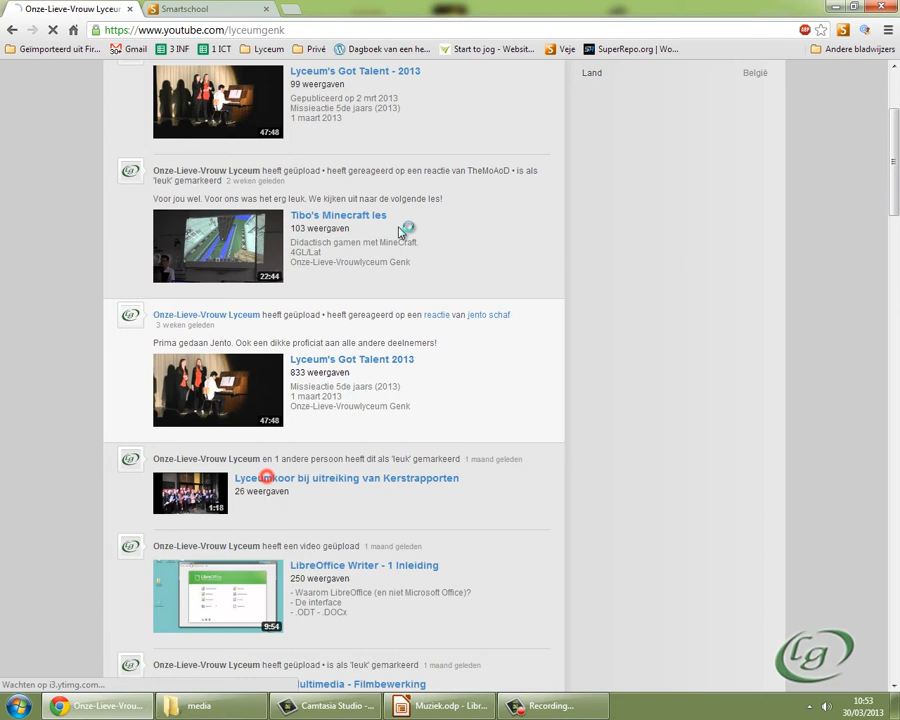 Onze-Lieve-Vrouw Lyceum
Smartschool
https://www.youtube.com/user/lyceumgenk
Geïmporteerd uit Fir...
Gmail
3 INF
1 ICT
Lyceum
Privé
Dagboek van een he...
Start to jog - Websit...
Veje
SuperRepo.org | Wo...
Andere bladwijzers
Lyceum's Got Talent - 2013
99 weergaven
Gepubliceerd op 2 mrt 2013
Missieactie 5de jaars (2013)
1 maart 2013
47:48
Land België
Onze-Lieve-Vrouw Lyceum heeft geüpload • heeft gereageerd op een reactie van TheMoAoD • is als
'leuk' gemarkeerd 2 weken geleden
Voor jou wel. Voor ons was het erg leuk. We kijken uit naar de volgende les!
Tibo's Minecraft les
103 weergaven
Didactisch gamen met MineCraft.
4GL/Lat
Onze-Lieve-Vrouwlyceum Genk
22:44
Onze-Lieve-Vrouw Lyceum heeft geüpload • heeft gereageerd op een reactie van jento schaf
3 weken geleden
Prima gedaan Jento. Ook een dikke proficiat aan alle andere deelnemers!
Lyceum's Got Talent 2013
833 weergaven
Missieactie 5de jaars (2013)
1 maart 2013
Onze-Lieve-Vrouwlyceum Genk
47:48
Onze-Lieve-Vrouw Lyceum en 1 andere persoon heeft dit als 'leuk' gemarkeerd 1 maand geleden
Lyceumkoor bij uitreiking van Kerstrapporten
26 weergaven
1:18
Onze-Lieve-Vrouw Lyceum heeft een video geüpload 1 maand geleden
LibreOffice Writer - 1 Inleiding
250 weergaven
- Waarom LibreOffice (en niet Microsoft Office)?
- De interface
- .ODT - .DOCx
9:54
Onze-Lieve-Vrouw Lyceum heeft geüpload • is als 'leuk' gemarkeerd 1 maand geleden
ultimedia - Filmbewerking
Lg
Wachten op i3.ytimg.com...
Onze-Lieve-Vrou...
media
Camtasia Studio -...
Muziek.odp - Libr...
Recording...
10:53
30/03/2013